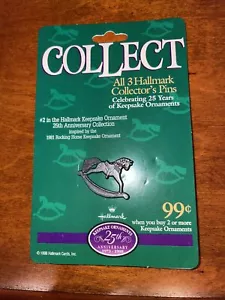 COLLECT
All 3 Hallmark
Collector's Pins
Celebrating 25 Years
of Keepsake Ornaments
#2 in the Hallmark Keepsake Ornament
25th Anniversary Collection
Inspired by the
1981 Rocking Horse Keepsake Ornament
Hallmark
99¢
when you buy 2 or more
Keepsake Ornaments
KEEPSAKE ORNAMENTS
25th
ANNIVERSARY
1973-1998
© 1998 Hallmark Cards, Inc.